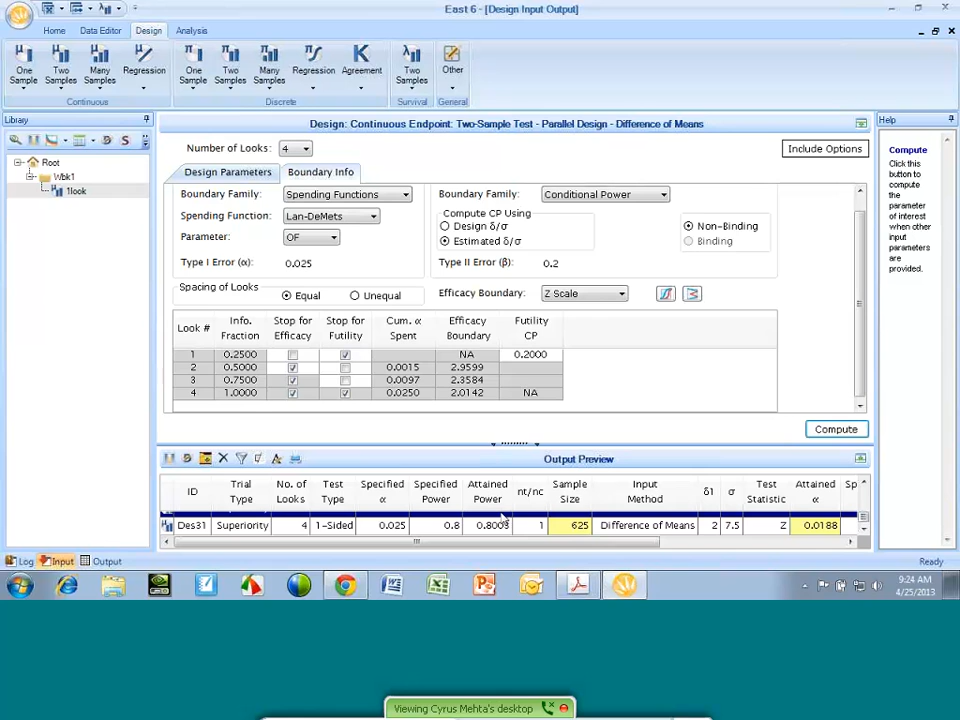 East 6 - [Design Input Output]
Home Data Editor Design Analysis
One Sample Two Samples Many Samples Regression One Sample Two Samples Many Samples Regression Agreement Two Samples Other
Continuous Discrete Survival General
Library
Root
Wbk1
1look
Design: Continuous Endpoint: Two-Sample Test - Parallel Design - Difference of Means
Number of Looks: 4 Include Options
Design Parameters Boundary Info
Boundary Family: Spending Functions Boundary Family: Conditional Power
Spending Function: Lan-DeMets Compute CP Using
Design δ/σ Non-Binding
Parameter: OF Estimated δ/σ Binding
Type I Error (α): 0.025 Type II Error (β): 0.2
Spacing of Looks
Equal Unequal Efficacy Boundary: Z Scale
Look # Info. Fraction Stop for Efficacy Stop for Futility Cum. α Spent Efficacy Boundary Futility CP
1 0.2500 NA 0.2000
2 0.5000 0.0015 2.9599
3 0.7500 0.0097 2.3584
4 1.0000 0.0250 2.0142 NA
Compute
Output Preview
ID Trial Type No. of Looks Test Type Specified α Specified Power Attained Power nt/nc Sample Size Input Method δ1 σ Test Statistic Attained α Sp
Des31 Superiority 4 1-Sided 0.025 0.8 1 625 Difference of Means 2 7.5 Z 0.0188
Help
Compute
Click this
button to
compute the
parameter
of interest
when other
input
parameters
are
provided.
Log Input Output Ready
9:24 AM
4/25/2013
Viewing Cyrus Mehta's desktop